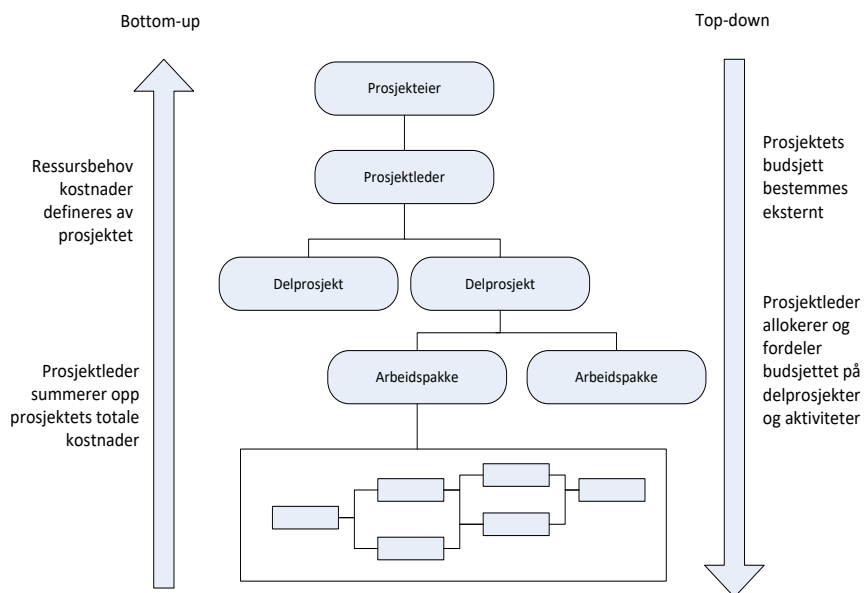 Bottom-up
Top-down
Prosjekteier
Ressursbehov
kostnader
defineres av
prosjektet
Prosjektleder
Prosjektets
budsjett
bestemmes
eksternt
Delprosjekt
Delprosjekt
Prosjektleder
summerer opp
prosjektets totale
kostnader
Arbeidspakke
Arbeidspakke
Prosjektleder
allokerer og
fordeler
budsjettet på
delprosjekter
og aktiviteter